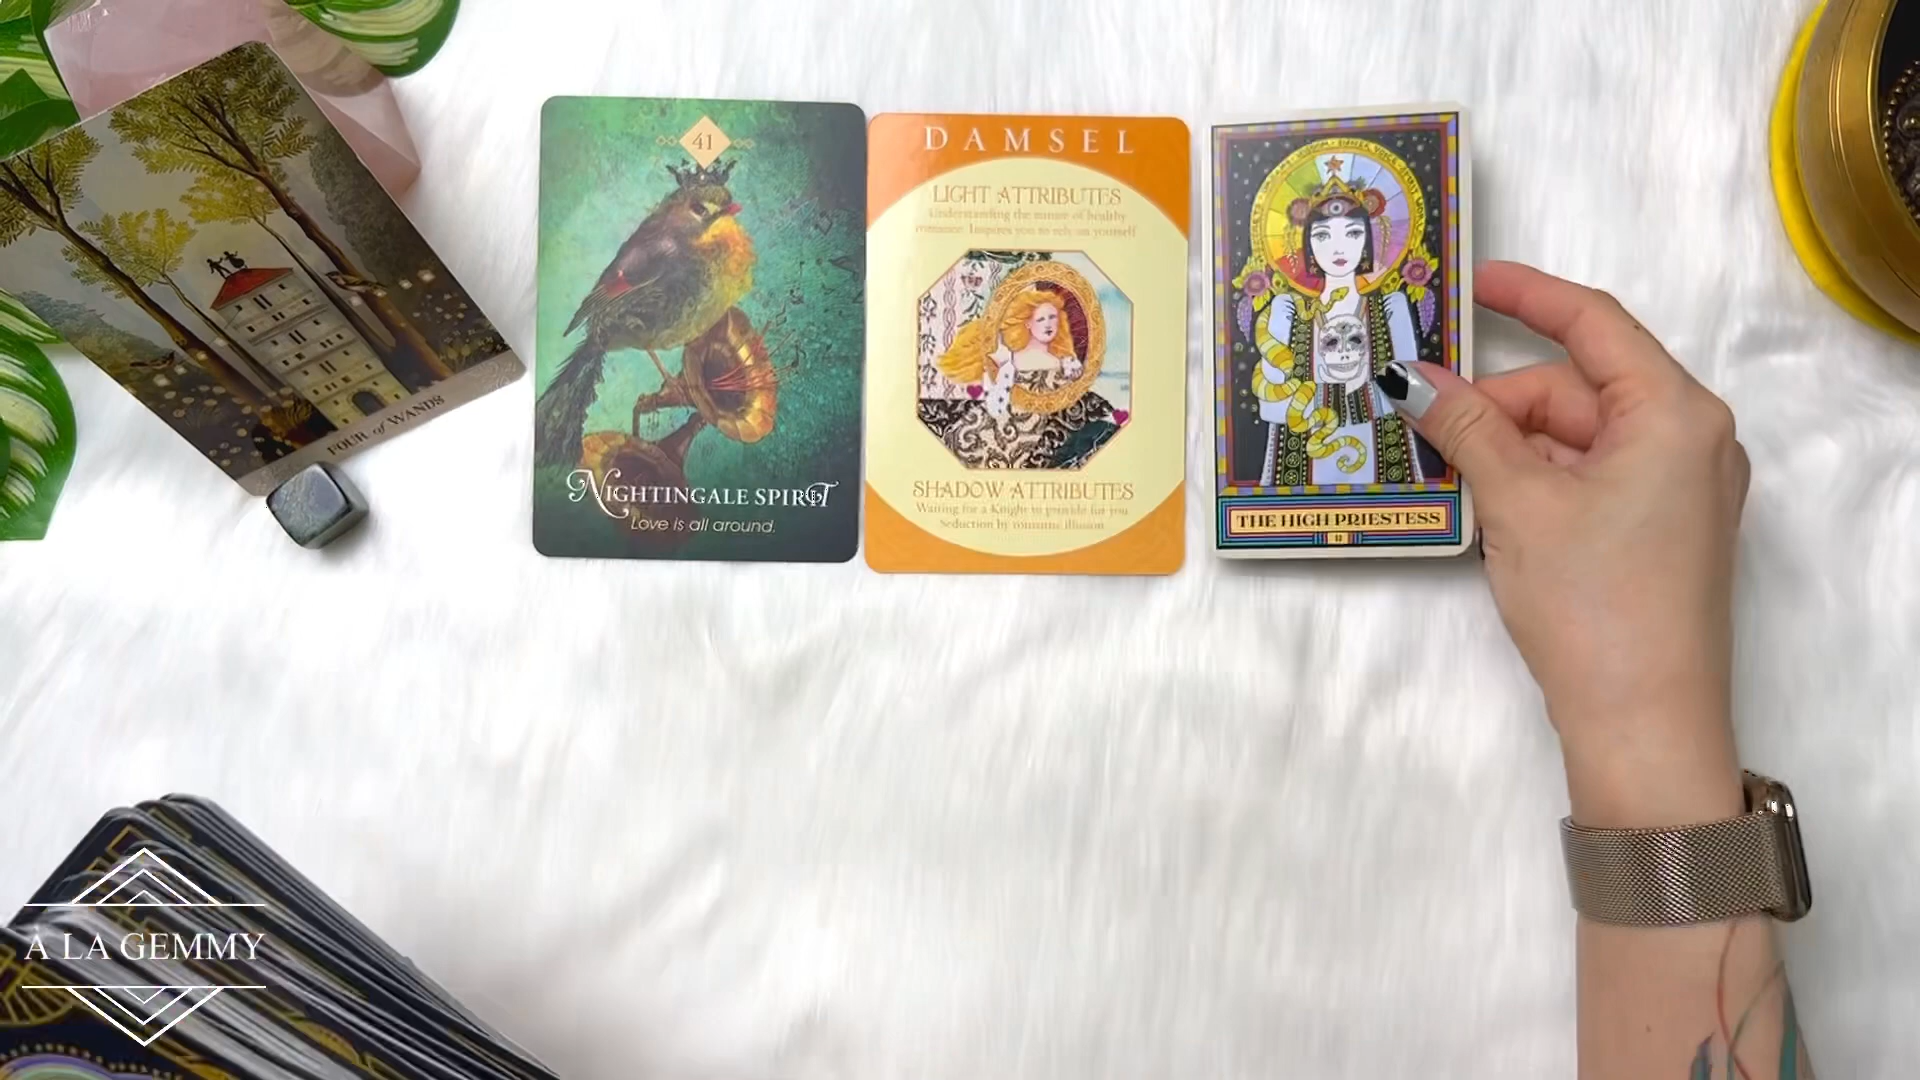 FOUR of WANDS
41
NIGHTINGALE SPIRIT
Love is all around.
DAMSEL
LIGHT ATTRIBUTES
Understanding the nature of healthy
romance. Inspires you to rely on yourself
SHADOW ATTRIBUTES
Waiting for a Knight to provide for you
Seduction by romantic illusion
THE HIGH PRIESTESS
II
A LA GEMMY